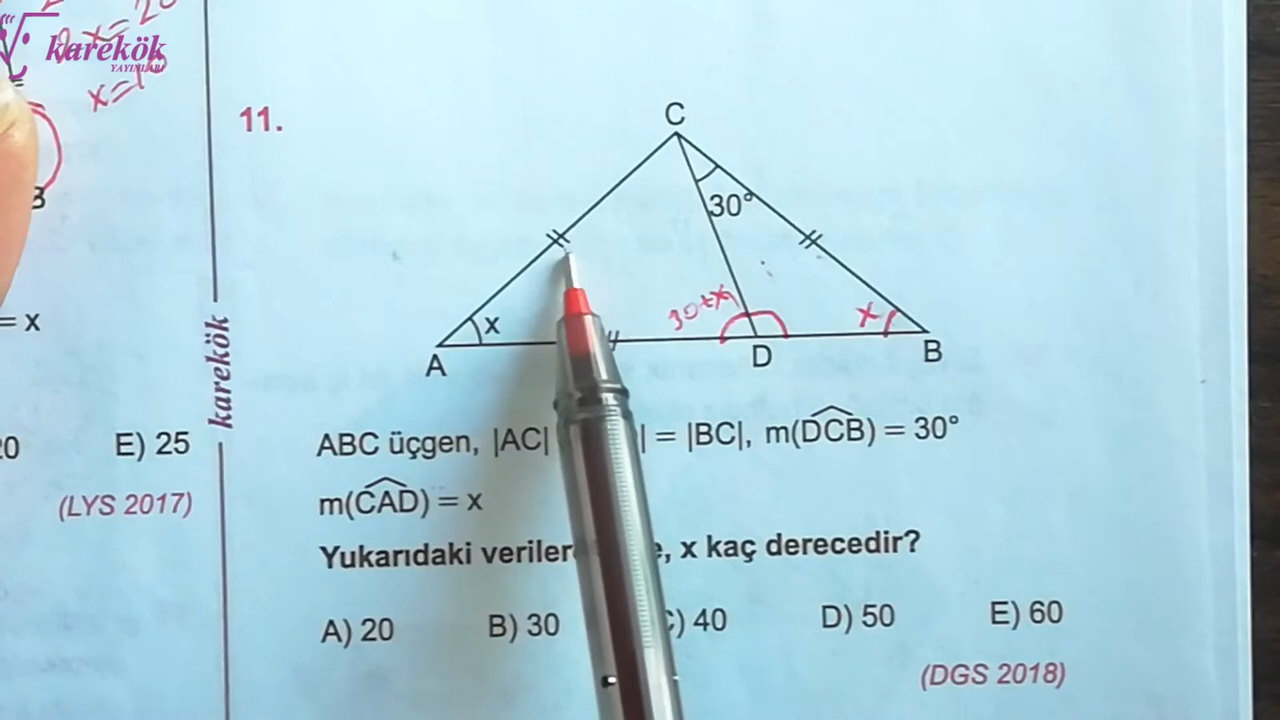 karekök
YAYINLARI
x=10
= x
E) 25
(LYS 2017)
karekök
11.
C
30°
x
30+x
x
A
D
B
ABC üçgen, |AC| | = |BC|, m(DCB) = 30°
m(CAD) = x
Yukarıdaki , x kaç derecedir?
A) 20 B) 30 C) 40 D) 50 E) 60
(DGS 2018)